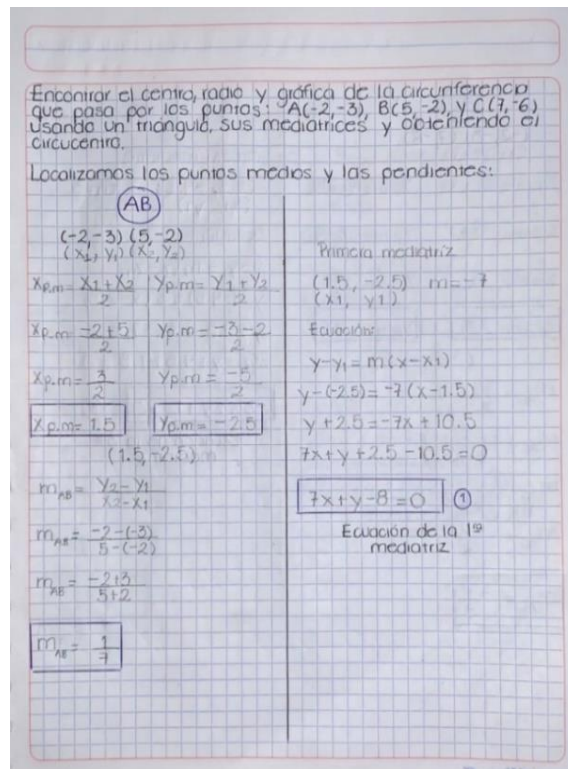 Encontrar el centro, radio y gráfica de la circunferencia
que pasa por los puntos: A(-2,-3), B(5,-2) y C(7,-6)
usando un triángulo, sus mediatrices y obteniendo el
circucentro.
Localizamos los puntos medios y las pendientes:
AB
(-2,-3) (5,-2)
(X1, Y1) (X2, Y2)
Xp.m = X1+X2/2 Yp.m = Y1+Y2/2
Xp.m = -2+5/2 Yp.m = -3-2/2
Xp.m = 3/2 Yp.m = -5/2
Xp.m = 1.5 Yp.m = -2.5
(1.5, -2.5)
mAB = Y2-Y1/X2-X1
mAB = -2-(-3)/5-(-2)
mAB = -2+3/5+2
mAB = 1/7
Primera mediatriz
(1.5, -2.5) m = -7
(x1, y1)
Ecuación:
y-y1 = m(x-x1)
y-(-2.5) = -7(x-1.5)
y+2.5 = -7x+10.5
7x+y+2.5-10.5=0
7x+y-8=0 1
Ecuación de la 1ª
mediatriz